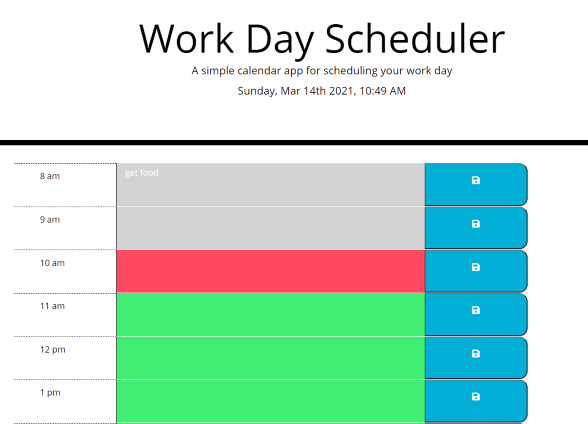 Work Day Scheduler
A simple calendar app for scheduling your work day
Sunday, Mar 14th 2021, 10:49 AM
8 am
get food
9 am
10 am
11 am
12 pm
1 pm